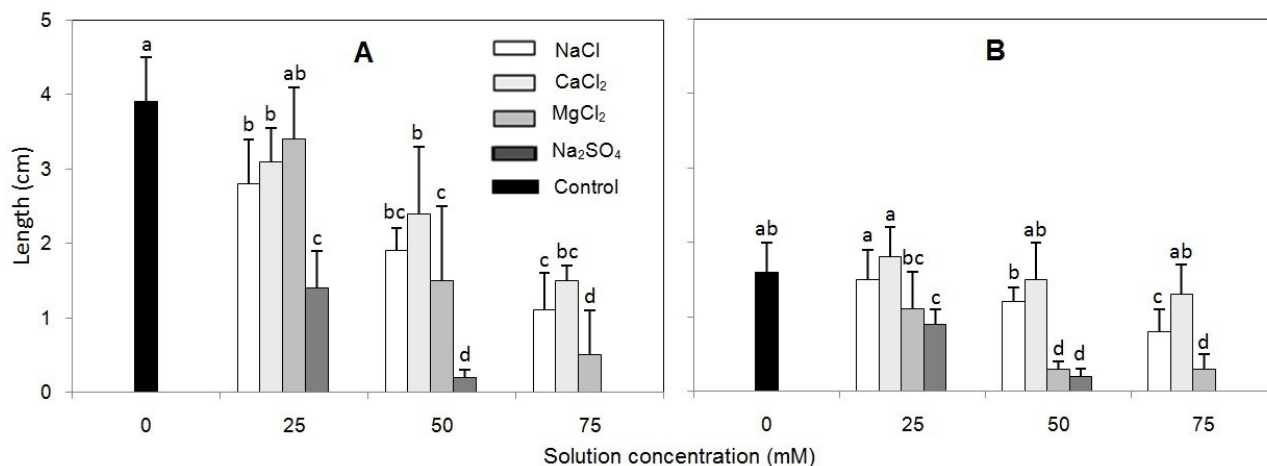 5
4
3
2
1
0
Length (cm)
A
B
NaCl
CaCl₂
MgCl₂
Na₂SO₄
Control
a
b
b
ab
c
bc
b
c
d
c
bc
d
ab
a
a
bc
c
b
ab
d
d
c
ab
d
0 25 50 75
0 25 50 75
Solution concentration (mM)